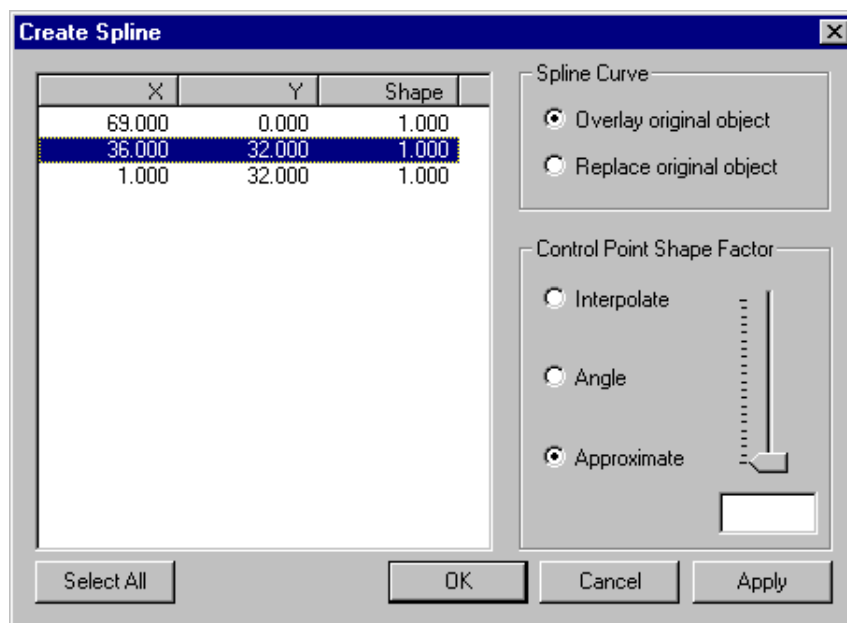 Create Spline
X Y Shape
69.000 0.000 1.000
36.000 32.000 1.000
1.000 32.000 1.000
Spline Curve
Overlay original object
Replace original object
Control Point Shape Factor
Interpolate
Angle
Approximate
Select All OK Cancel Apply